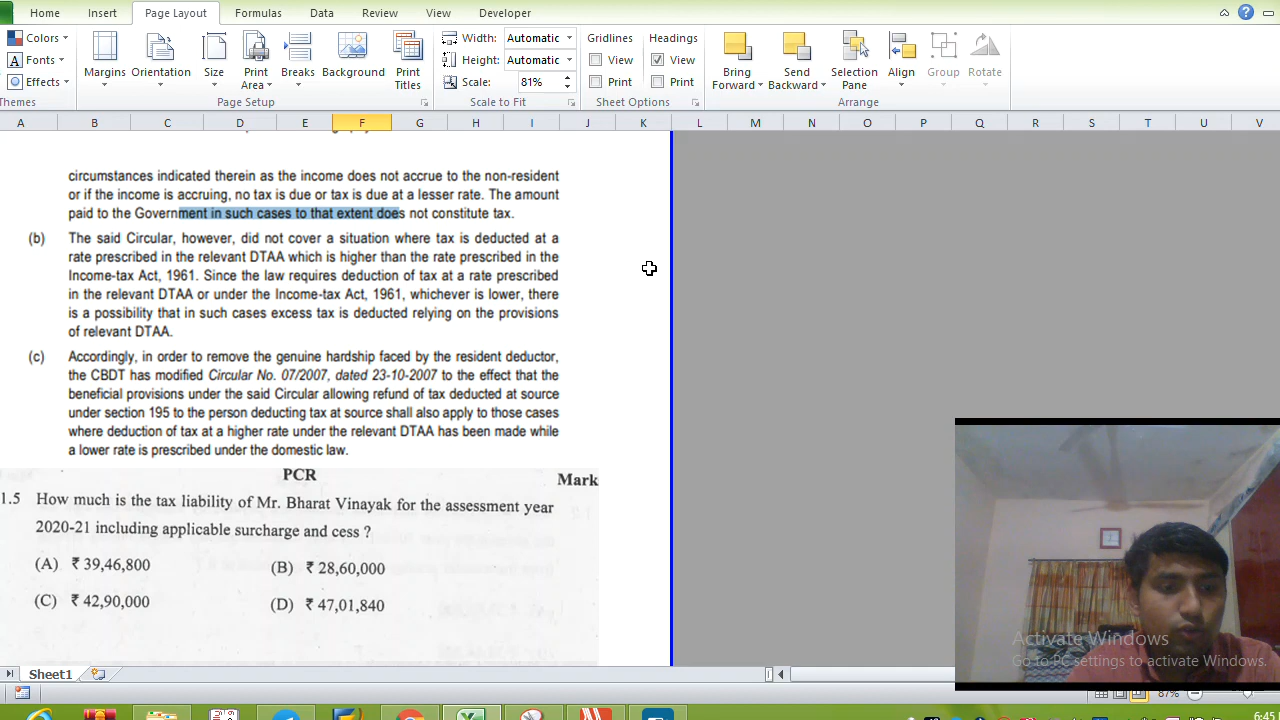 Home Insert Page Layout Formulas Data Review View Developer
Colors Width: Automatic Gridlines Headings
Fonts Height: Automatic View View
Effects Margins Orientation Size Print Area Breaks Background Print Titles Scale: 81% Print Print Bring Forward Send Backward Selection Pane Align Group Rotate
Themes Page Setup Scale to Fit Sheet Options Arrange
A B C D E F G H I J K L M N O P Q R S T U V
circumstances indicated therein as the income does not accrue to the non-resident
or if the income is accruing, no tax is due or tax is due at a lesser rate. The amount
paid to the Government in such cases to that extent does not constitute tax.
(b) The said Circular, however, did not cover a situation where tax is deducted at a
rate prescribed in the relevant DTAA which is higher than the rate prescribed in the
Income-tax Act, 1961. Since the law requires deduction of tax at a rate prescribed
in the relevant DTAA or under the Income-tax Act, 1961, whichever is lower, there
is a possibility that in such cases excess tax is deducted relying on the provisions
of relevant DTAA.
(c) Accordingly, in order to remove the genuine hardship faced by the resident deductor,
the CBDT has modified Circular No. 07/2007, dated 23-10-2007 to the effect that the
beneficial provisions under the said Circular allowing refund of tax deducted at source
under section 195 to the person deducting tax at source shall also apply to those cases
where deduction of tax at a higher rate under the relevant DTAA has been made while
a lower rate is prescribed under the domestic law.
PCR
Mark
1.5 How much is the tax liability of Mr. Bharat Vinayak for the assessment year
2020-21 including applicable surcharge and cess ?
(A) ₹ 39,46,800 (B) ₹ 28,60,000
(C) ₹ 42,90,000 (D) ₹ 47,01,840
Activate Windows
Go to PC settings to activate Windows.
Sheet1
87%
6:45